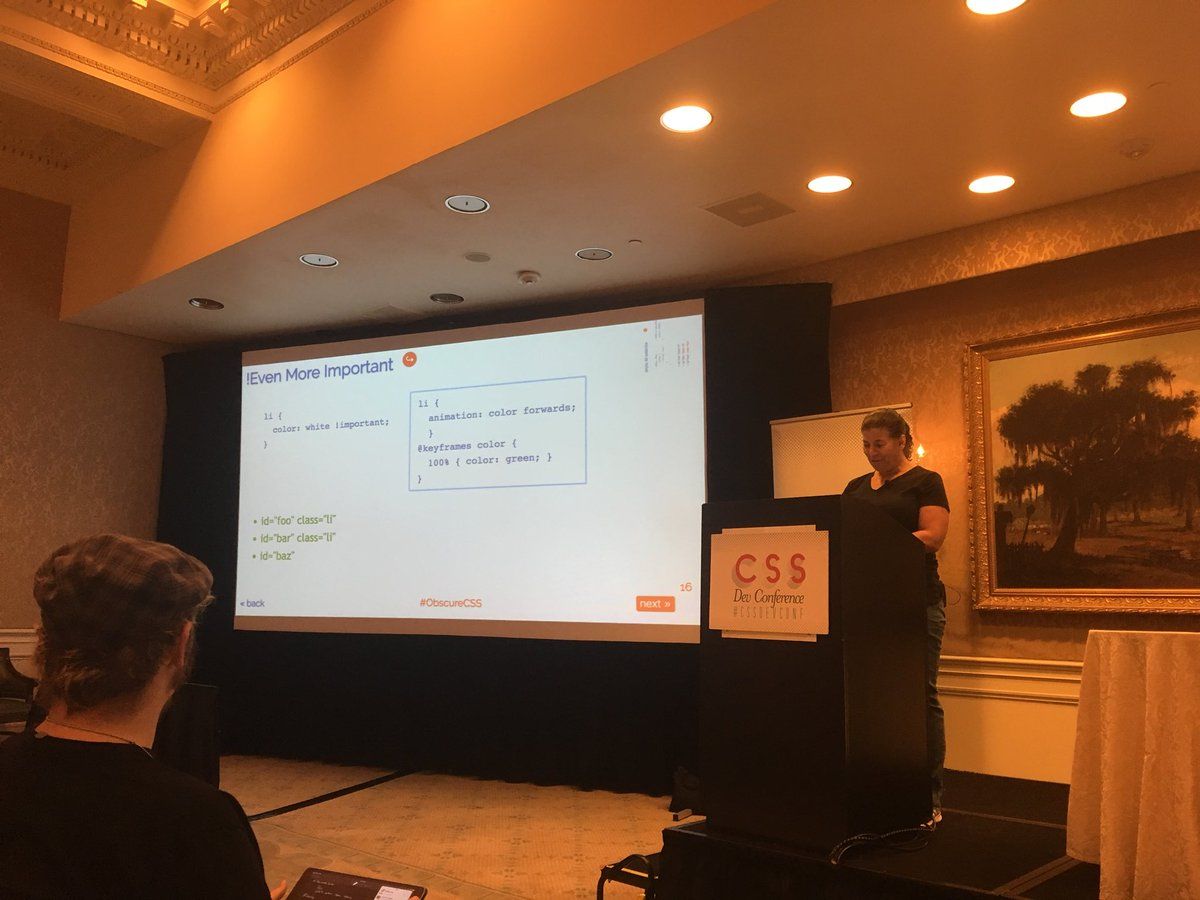 !Even More Important
li {
color: white !important;
}
li {
animation: color forwards;
}
@keyframes color {
100% { color: green; }
}
• id="foo" class="li"
• id="bar" class="li"
• id="baz"
16
< back
#ObscureCSS
next »
CSS
Dev Conference
#CSSDEVCONF